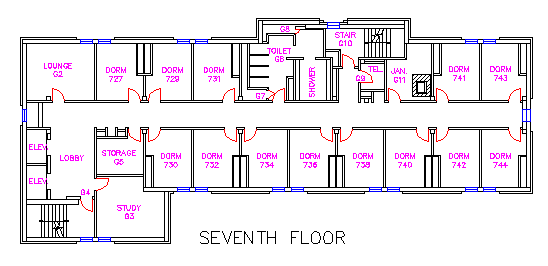 G8
STAIR
G10
TOILET
G6
LOUNGE
G2
DORM
727
DORM
729
DORM
731
SHOWER
TEL
G9
JAN.
G11
DORM
741
DORM
743
G7
ELEV.
LOBBY
STORAGE
G5
DORM
730
DORM
732
DORM
734
DORM
736
DORM
738
DORM
740
DORM
742
DORM
744
ELEV.
G4
STUDY
G3
SEVENTH FLOOR